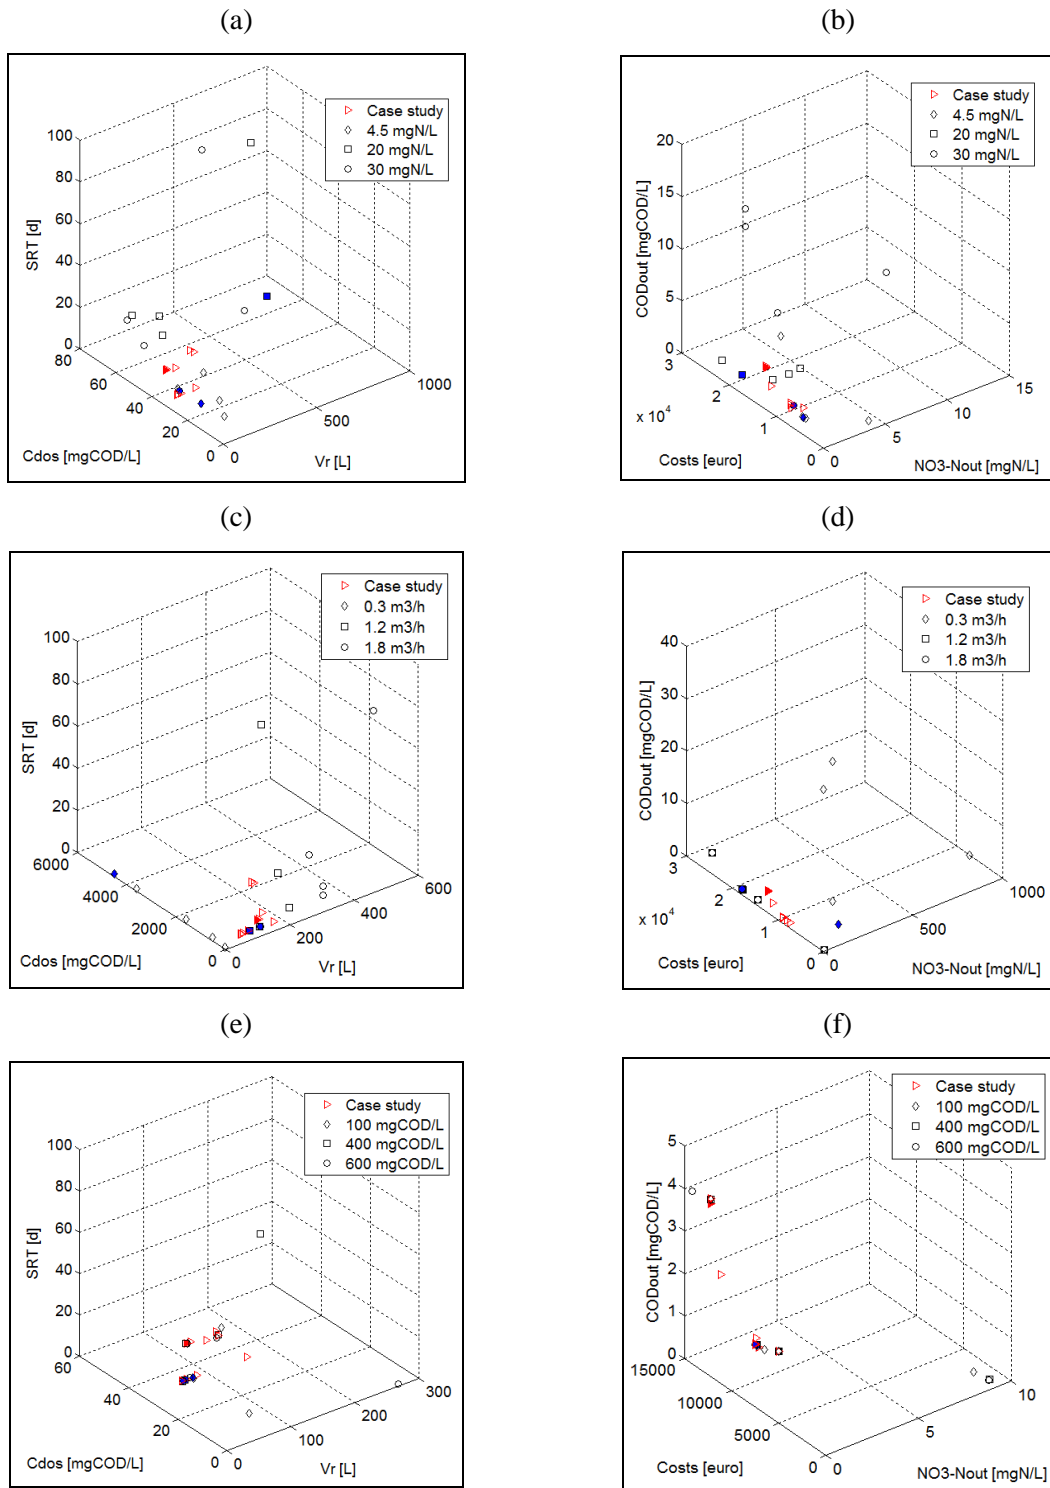 (a)
(b)
Case study
4.5 mgN/L
20 mgN/L
30 mgN/L
100
80
60
40
20
0
SRT [d]
80
60
40
20
0
Cdos [mgCOD/L]
0
500
1000
Vr [L]
Case study
4.5 mgN/L
20 mgN/L
30 mgN/L
20
15
10
5
0
CODout [mgCOD/L]
3
2
1
0
x 10^4
Costs [euro]
0
5
10
15
NO3-Nout [mgN/L]
(c)
(d)
Case study
0.3 m3/h
1.2 m3/h
1.8 m3/h
100
80
60
40
20
0
SRT [d]
6000
4000
2000
0
Cdos [mgCOD/L]
0
200
400
600
Vr [L]
Case study
0.3 m3/h
1.2 m3/h
1.8 m3/h
40
30
20
10
0
CODout [mgCOD/L]
3
2
1
0
x 10^4
Costs [euro]
0
500
1000
NO3-Nout [mgN/L]
(e)
(f)
Case study
100 mgCOD/L
400 mgCOD/L
600 mgCOD/L
100
80
60
40
20
0
SRT [d]
60
40
20
0
Cdos [mgCOD/L]
0
100
200
300
Vr [L]
Case study
100 mgCOD/L
400 mgCOD/L
600 mgCOD/L
5
4
3
2
1
0
CODout [mgCOD/L]
15000
10000
5000
0
Costs [euro]
0
5
10
NO3-Nout [mgN/L]